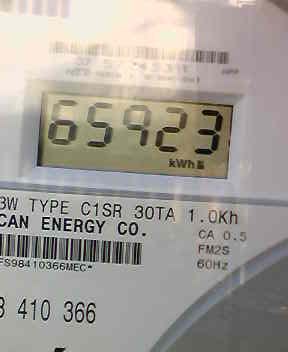 65923
kWh
3W TYPE C1SR 30TA 1.0Kh
CAN ENERGY CO.
CA 0.5
FM2S
60Hz
FS98410366MEC*
410 366